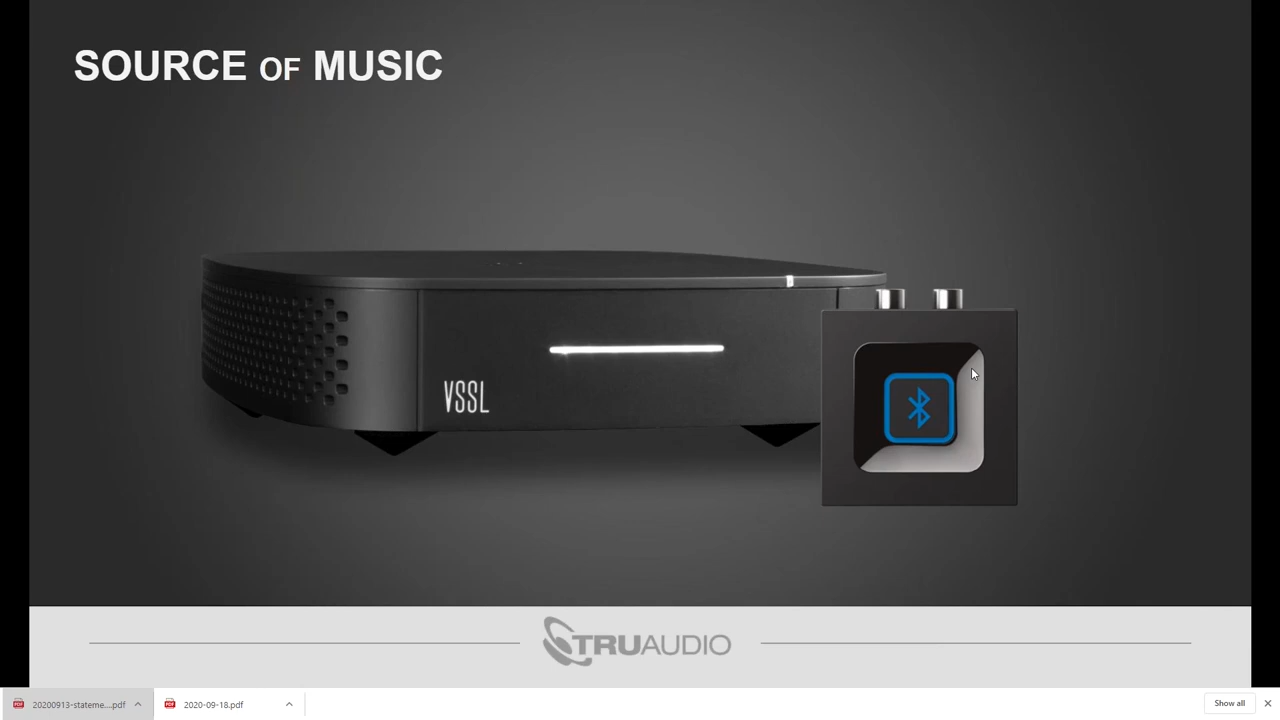 SOURCE OF MUSIC
VSSL
TRUAUDIO
20200913-stateme....pdf
2020-09-18.pdf
Show all